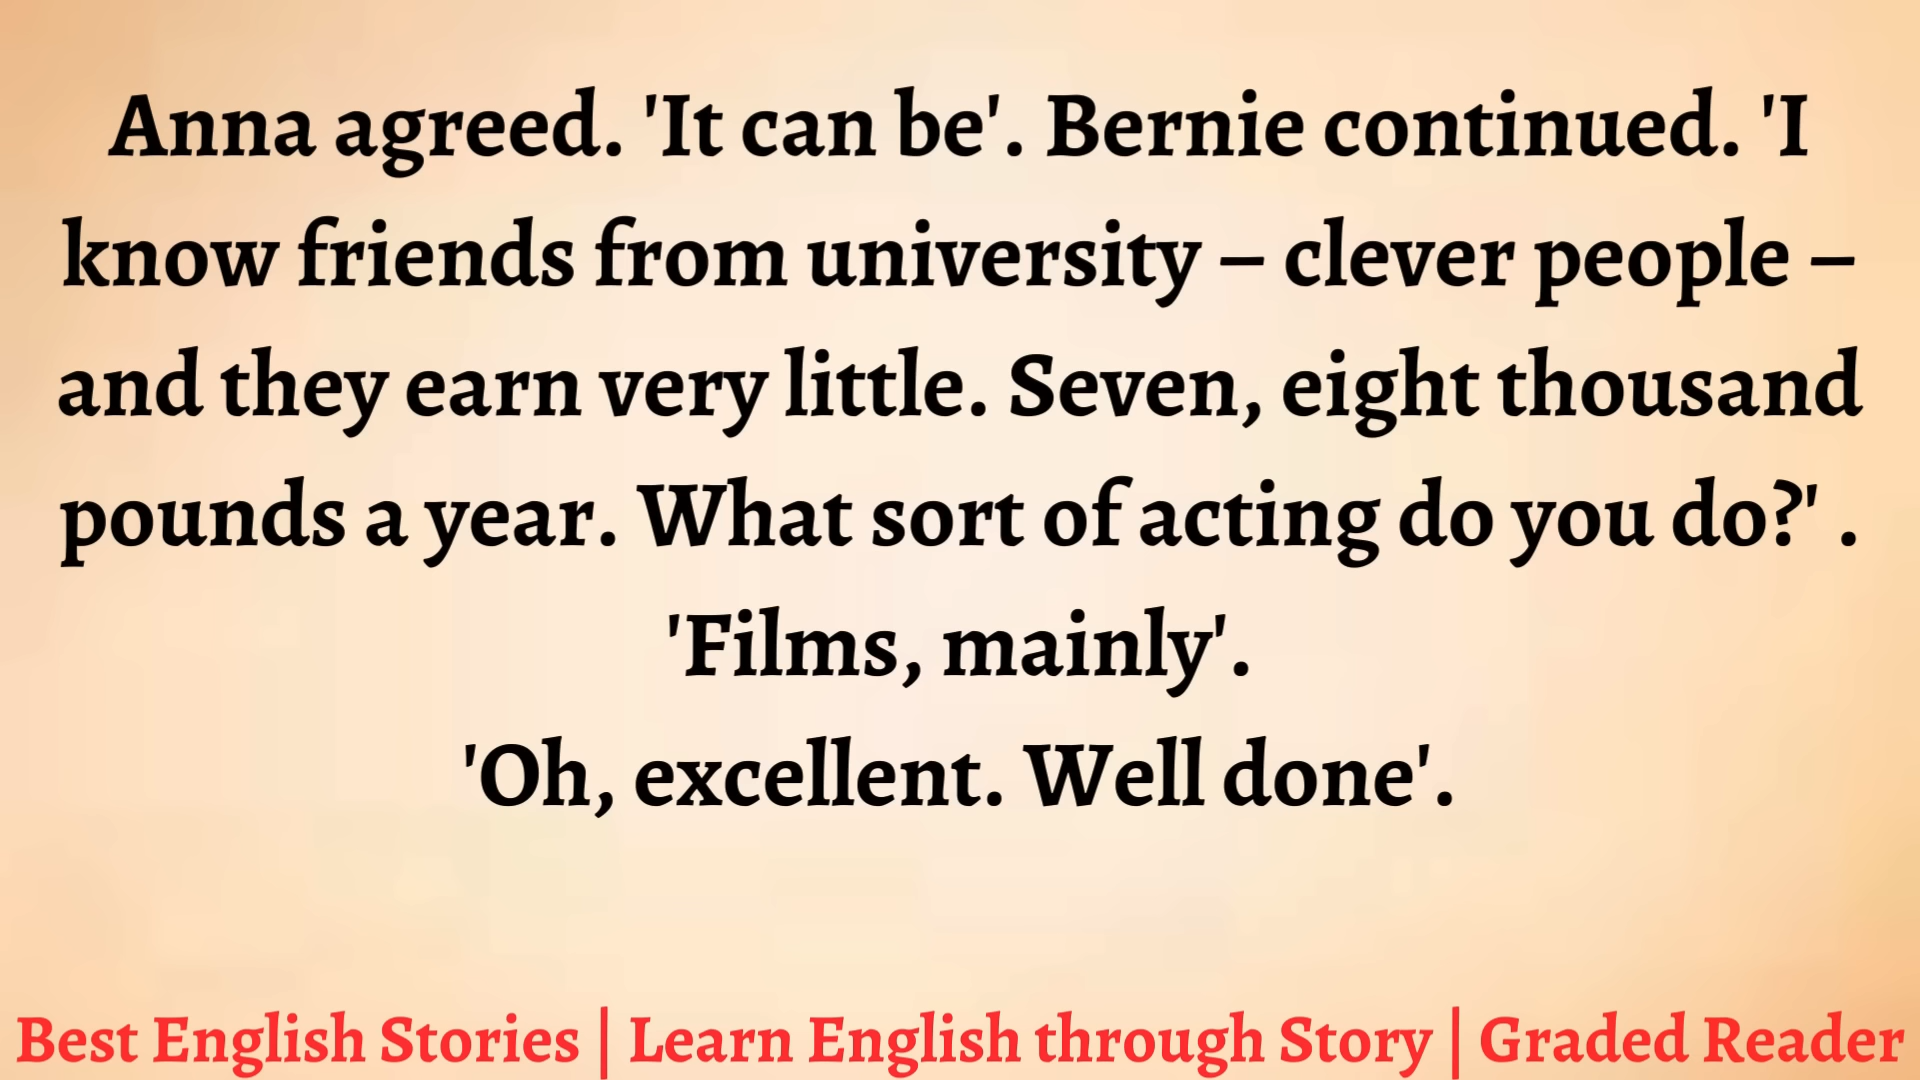 Anna agreed. 'It can be'. Bernie continued. 'I
know friends from university – clever people –
and they earn very little. Seven, eight thousand
pounds a year. What sort of acting do you do?' .
'Films, mainly'.
'Oh, excellent. Well done'.
Best English Stories | Learn English through Story | Graded Reader